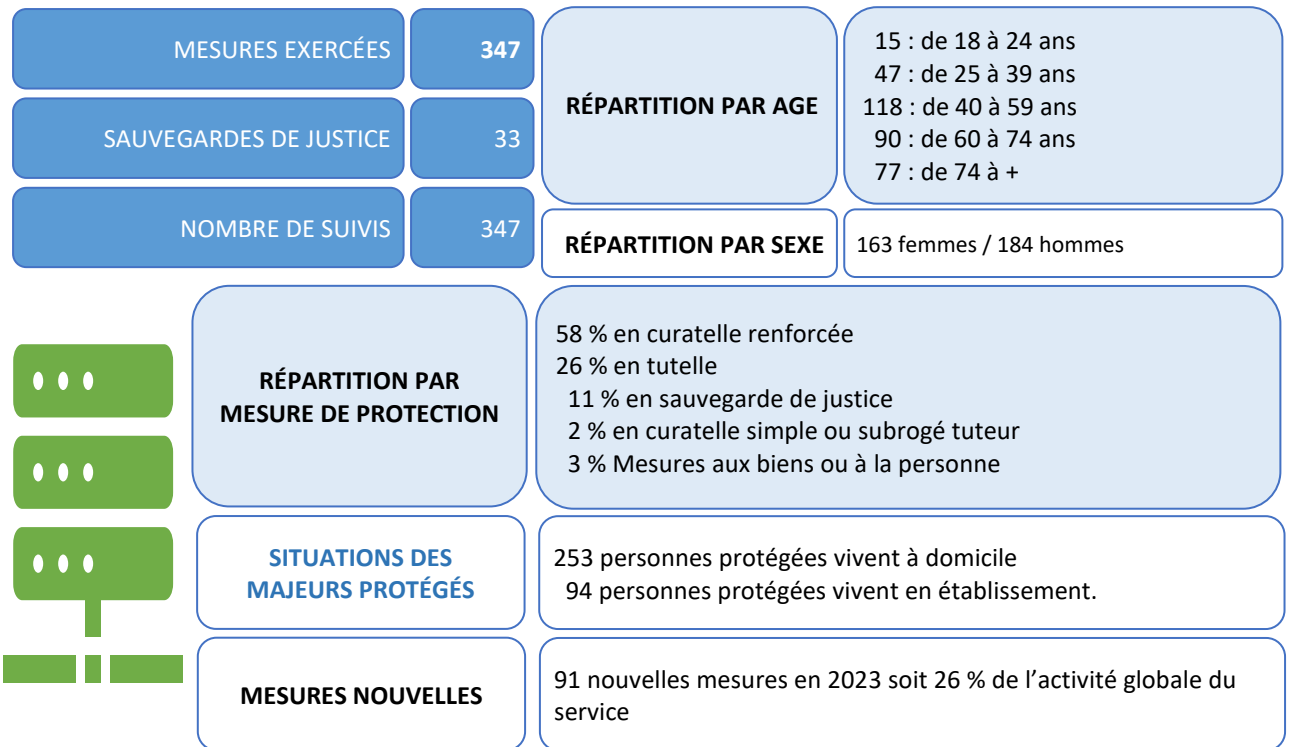 MESURES EXERCÉES
347
SAUVEGARDES DE JUSTICE
33
NOMBRE DE SUIVIS
347
RÉPARTITION PAR AGE
15 : de 18 à 24 ans
47 : de 25 à 39 ans
118 : de 40 à 59 ans
90 : de 60 à 74 ans
77 : de 74 à +
RÉPARTITION PAR SEXE
163 femmes / 184 hommes
RÉPARTITION PAR
MESURE DE PROTECTION
58 % en curatelle renforcée
26 % en tutelle
11 % en sauvegarde de justice
2 % en curatelle simple ou subrogé tuteur
3 % Mesures aux biens ou à la personne
SITUATIONS DES
MAJEURS PROTÉGÉS
253 personnes protégées vivent à domicile
94 personnes protégées vivent en établissement.
MESURES NOUVELLES
91 nouvelles mesures en 2023 soit 26 % de l’activité globale du
service